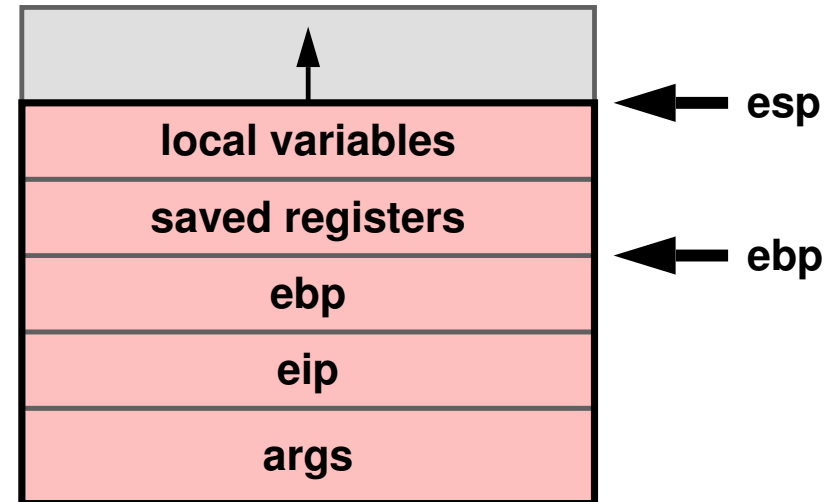 esp
local variables
saved registers
ebp
ebp
eip
args